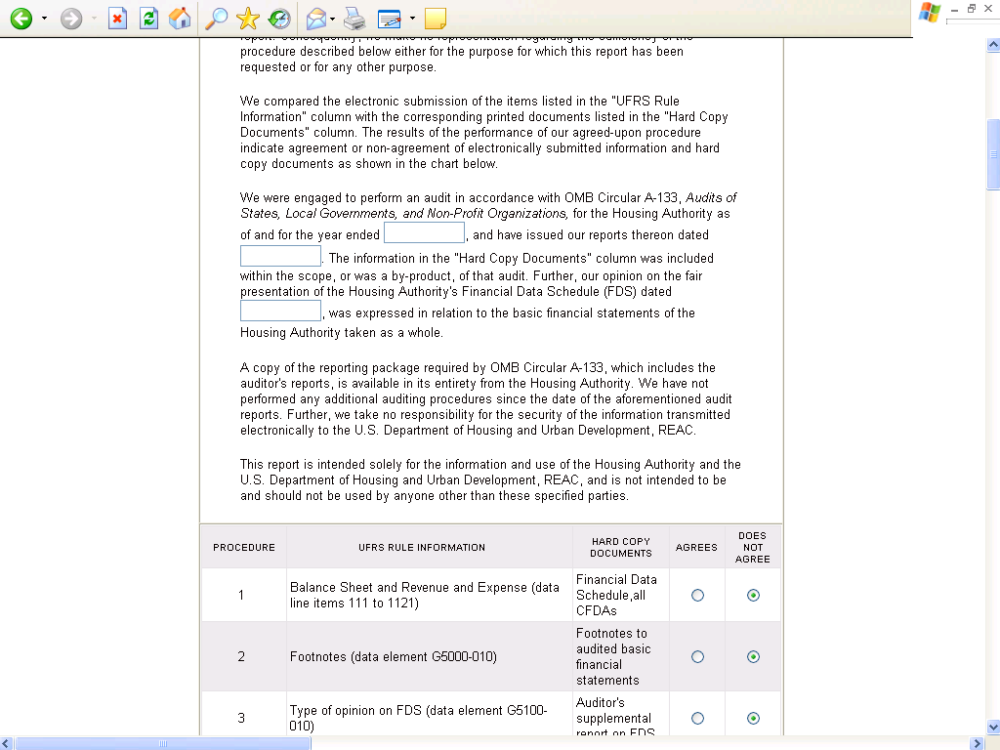 procedure described below either for the purpose for which this report has been
requested or for any other purpose.
We compared the electronic submission of the items listed in the "UFRS Rule
Information" column with the corresponding printed documents listed in the "Hard Copy
Documents" column. The results of the performance of our agreed-upon procedure
indicate agreement or non-agreement of electronically submitted information and hard
copy documents as shown in the chart below.
We were engaged to perform an audit in accordance with OMB Circular A-133, Audits of
States, Local Governments, and Non-Profit Organizations, for the Housing Authority as
of and for the year ended , and have issued our reports thereon dated
. The information in the "Hard Copy Documents" column was included
within the scope, or was a by-product, of that audit. Further, our opinion on the fair
presentation of the Housing Authority's Financial Data Schedule (FDS) dated
, was expressed in relation to the basic financial statements of the
Housing Authority taken as a whole.
A copy of the reporting package required by OMB Circular A-133, which includes the
auditor's reports, is available in its entirety from the Housing Authority. We have not
performed any additional auditing procedures since the date of the aforementioned audit
reports. Further, we take no responsibility for the security of the information transmitted
electronically to the U.S. Department of Housing and Urban Development, REAC.
This report is intended solely for the information and use of the Housing Authority and the
U.S. Department of Housing and Urban Development, REAC, and is not intended to be
and should not be used by anyone other than these specified parties.
PROCEDURE UFRS RULE INFORMATION HARD COPY DOCUMENTS AGREES DOES NOT AGREE
1
Balance Sheet and Revenue and Expense (data
line items 111 to 1121)
Financial Data
Schedule,all
CFDAs
2
Footnotes (data element G5000-010)
Footnotes to
audited basic
financial
statements
3
Type of opinion on FDS (data element G5100-
010)
Auditor's
supplemental
report on FDS